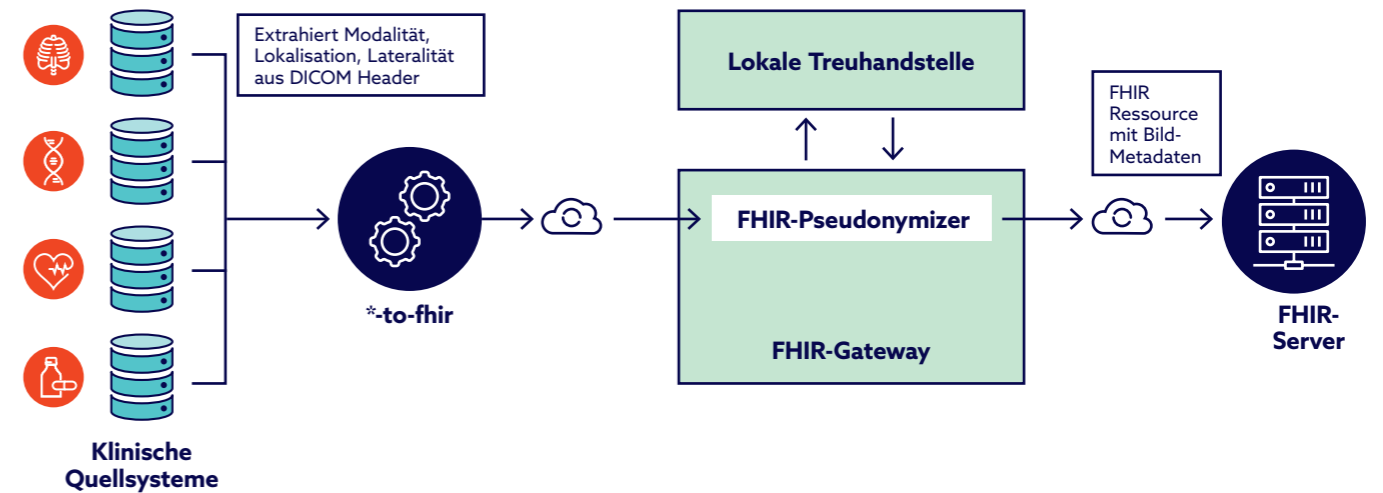 Extrahiert Modalität,
Lokalisation, Lateralität
aus DICOM Header
Lokale Treuhandstelle
FHIR
Ressource
mit Bild-
Metadaten
FHIR-Pseudonymizer
*-to-fhir
FHIR-Gateway
FHIR-
Server
Klinische
Quellsysteme